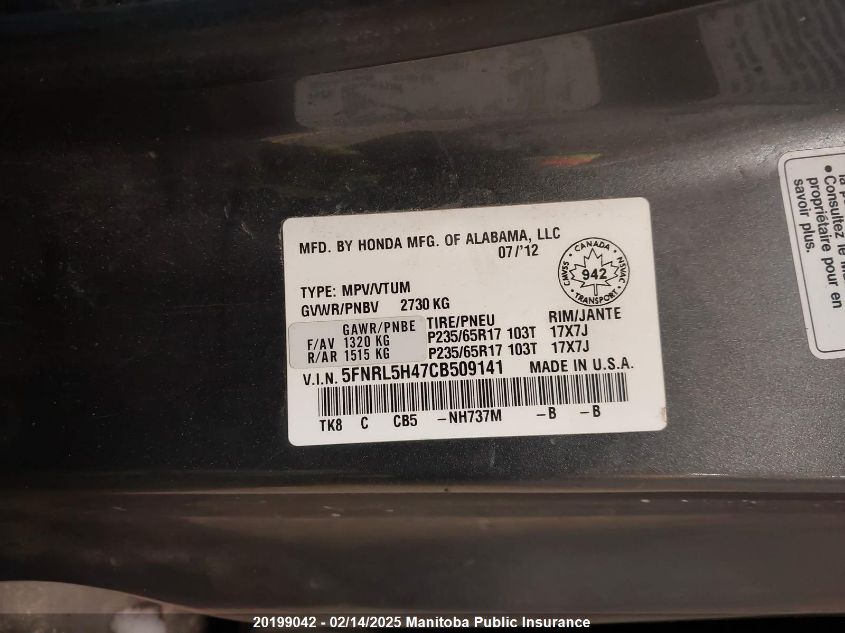 MFD. BY HONDA MFG. OF ALABAMA, LLC
07/'12
TYPE: MPV/VTUM
GVWR/PNBV 2730 KG
GAWR/PNBE TIRE/PNEU RIM/JANTE
F/AV 1320 KG P235/65R17 103T 17X7J
R/AR 1515 KG P235/65R17 103T 17X7J
V.I.N. 5FNRL5H47CB509141 MADE IN U.S.A.
TK8 C CB5 -NH737M -B -B
CANADA
CMVSS 942 NSVAC
TRANSPORT
• Consultez le
propriétaire pour en
savoir plus.
20199042 - 02/14/2025 Manitoba Public Insurance